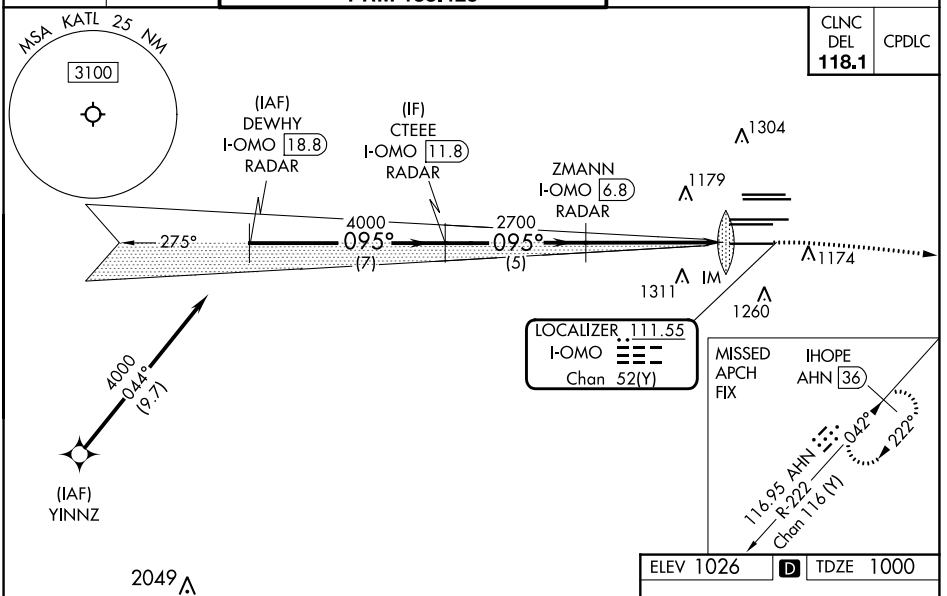 MSA KATL 25 NM
3100
CLNC
DEL
118.1
CPDLC
(IAF)
DEWHY
I-OMO 18.8
RADAR
(IF)
CTEEE
I-OMO 11.8
RADAR
ZMANN
I-OMO 6.8
RADAR
1304
1179
4000
2700
275°
095°
095°
(7)
(5)
1174
1311
IM
1260
LOCALIZER 111.55
I-OMO
Chan 52(Y)
4000
044°
(9.7)
(IAF)
YINNZ
MISSED
APCH
FIX
IHOPE
AHN 36
042°
222°
116.95 AHN
R-222
Chan 116 (Y)
2049
ELEV 1026
D
TDZE 1000